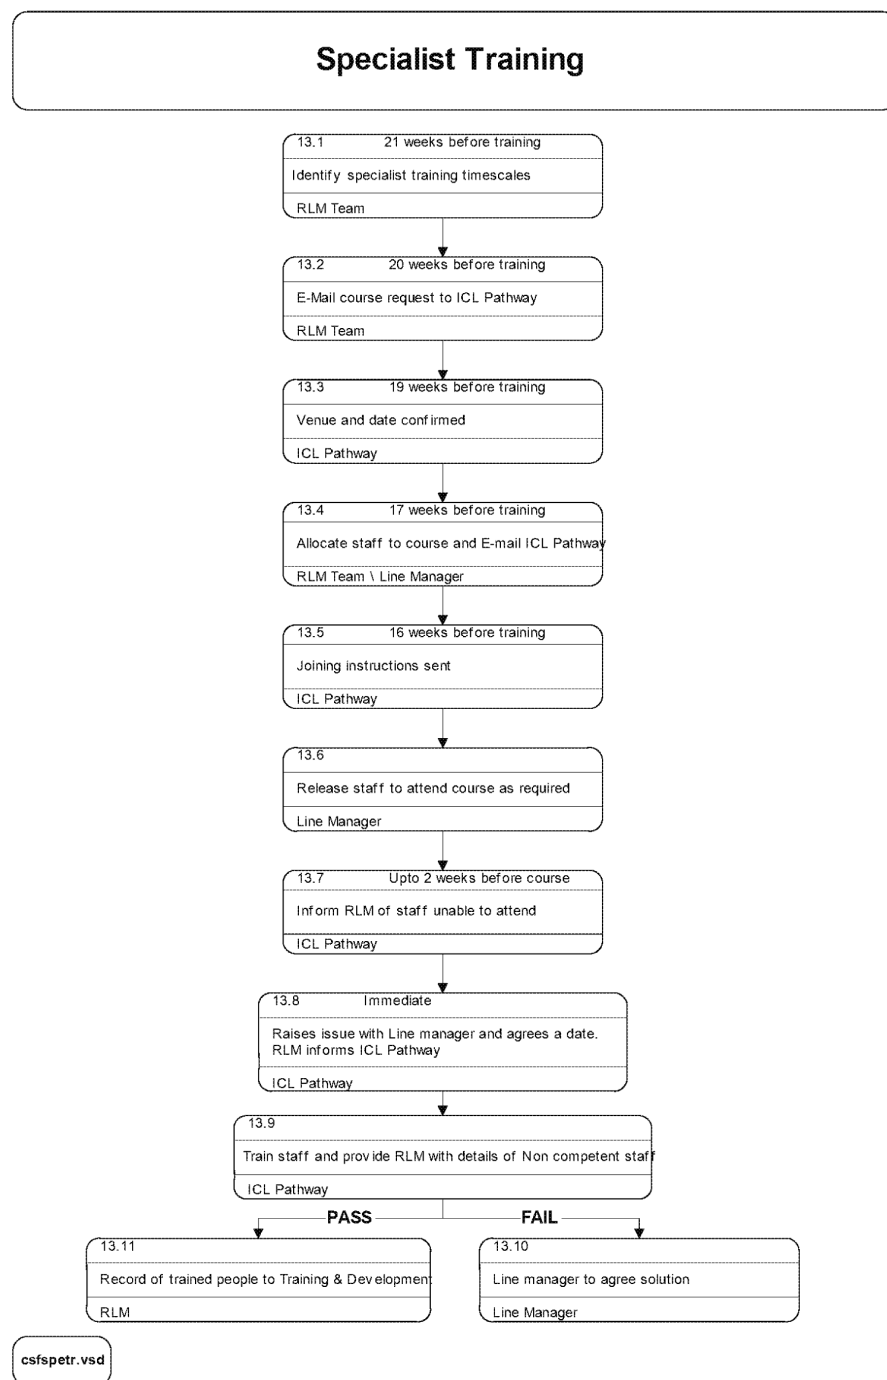 Specialist Training
13.1 21 weeks before training
Identify specialist training timescales
RLM Team
13.2 20 weeks before training
E-Mail course request to ICL Pathway
RLM Team
13.3 19 weeks before training
Venue and date confirmed
ICL Pathway
13.4 17 weeks before training
Allocate staff to course and E-mail ICL Pathway
RLM Team \ Line Manager
13.5 16 weeks before training
Joining instructions sent
ICL Pathway
13.6
Release staff to attend course as required
Line Manager
13.7 Upto 2 weeks before course
Inform RLM of staff unable to attend
ICL Pathway
13.8 Immediate
Raises issue with Line manager and agrees a date.
RLM informs ICL Pathway
ICL Pathway
13.9
Train staff and provide RLM with details of Non competent staff
ICL Pathway
PASS FAIL
13.11
Record of trained people to Training & Development
RLM
13.10
Line manager to agree solution
Line Manager
csfspetr.vsd